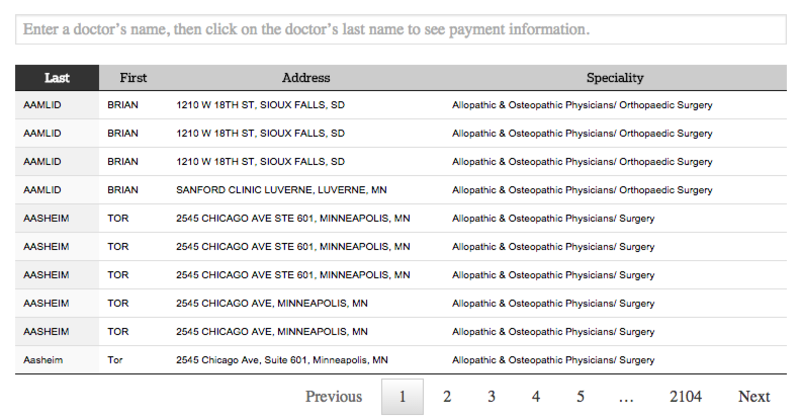 Enter a doctor's name, then click on the doctor's last name to see payment information.
Last First Address Speciality
AAMLID BRIAN 1210 W 18TH ST, SIOUX FALLS, SD Allopathic & Osteopathic Physicians/ Orthopaedic Surgery
AAMLID BRIAN 1210 W 18TH ST, SIOUX FALLS, SD Allopathic & Osteopathic Physicians/ Orthopaedic Surgery
AAMLID BRIAN 1210 W 18TH ST, SIOUX FALLS, SD Allopathic & Osteopathic Physicians/ Orthopaedic Surgery
AAMLID BRIAN SANFORD CLINIC LUVERNE, LUVERNE, MN Allopathic & Osteopathic Physicians/ Orthopaedic Surgery
AASHEIM TOR 2545 CHICAGO AVE STE 601, MINNEAPOLIS, MN Allopathic & Osteopathic Physicians/ Surgery
AASHEIM TOR 2545 CHICAGO AVE STE 601, MINNEAPOLIS, MN Allopathic & Osteopathic Physicians/ Surgery
AASHEIM TOR 2545 CHICAGO AVE STE 601, MINNEAPOLIS, MN Allopathic & Osteopathic Physicians/ Surgery
AASHEIM TOR 2545 CHICAGO AVE, MINNEAPOLIS, MN Allopathic & Osteopathic Physicians/ Surgery
AASHEIM TOR 2545 CHICAGO AVE, MINNEAPOLIS, MN Allopathic & Osteopathic Physicians/ Surgery
Aasheim Tor 2545 Chicago Ave, Suite 601, Minneapolis, MN Allopathic & Osteopathic Physicians/ Surgery
Previous 1 2 3 4 5 … 2104 Next